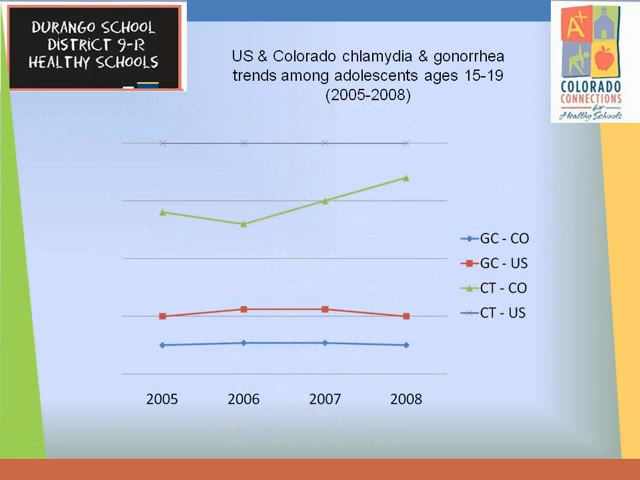 DURANGO SCHOOL
DISTRICT 9-12
HEALTHY SCHOOLS
US & Colorado chlamydia & gonorrhea
trends among adolescents ages 15-19
(2005-2008)
A+
COLORADO
CONNECTIONS
for
Healthy Schools
GC - CO
GC - US
CT - CO
CT - US
2005 2006 2007 2008